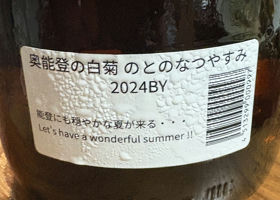 奥能登の白菊 のとのなつやすみ
2024BY
能登にも穏やかな夏が来る・・・
Let's have a wonderful summer !!